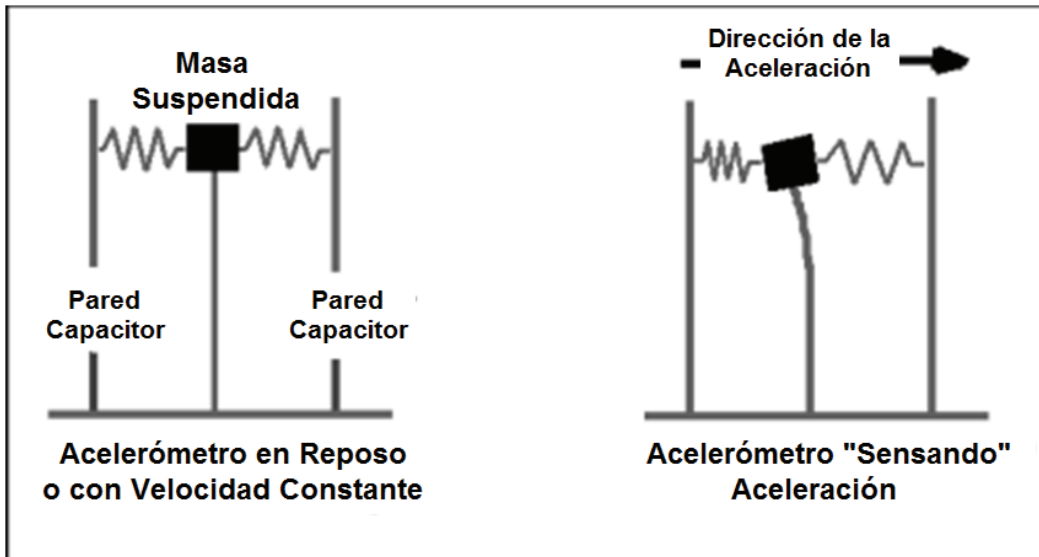 Masa
Suspendida
Pared
Capacitor
Pared
Capacitor
Acelerómetro en Reposo
o con Velocidad Constante
Dirección de la
Aceleración
Acelerómetro "Sensando"
Aceleración